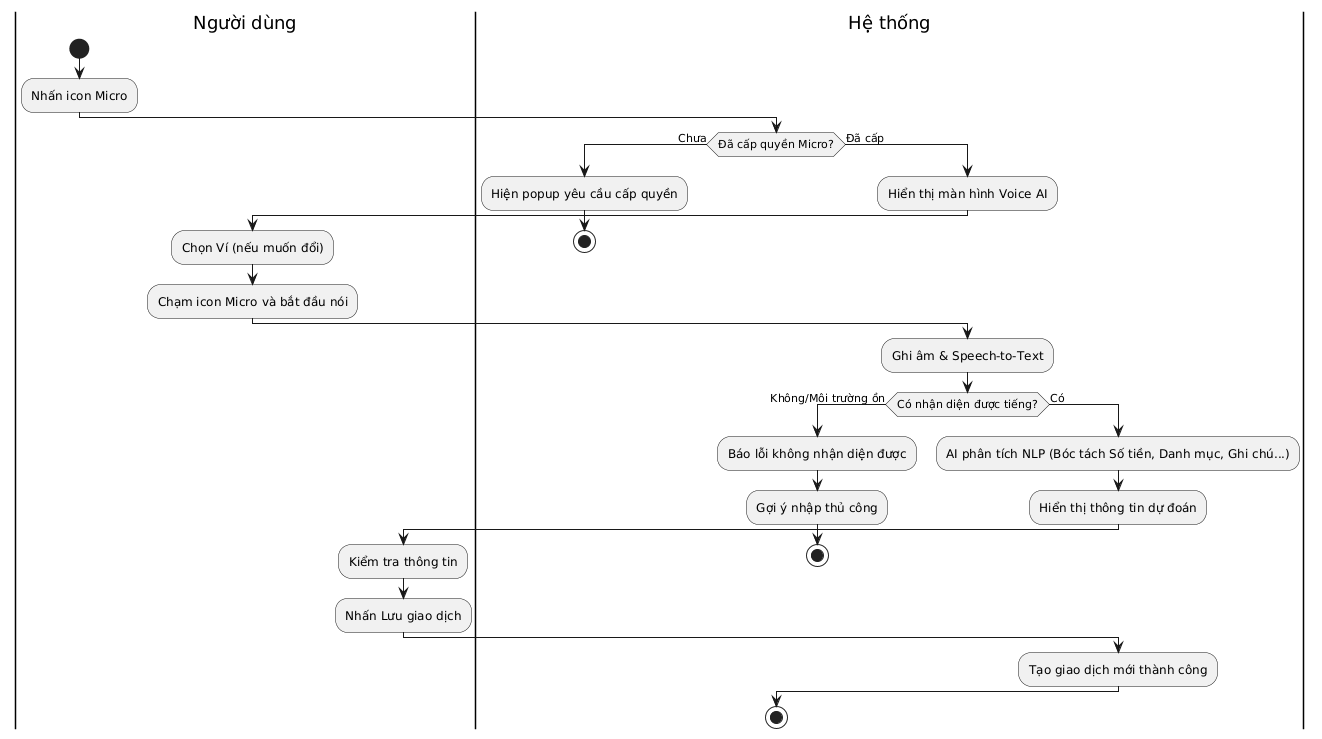 Người dùng
Hệ thống
Nhấn icon Micro
Chưa
Đã cấp quyền Micro?
Đã cấp
Hiện popup yêu cầu cấp quyền
Hiển thị màn hình Voice AI
Chọn Ví (nếu muốn đổi)
Chạm icon Micro và bắt đầu nói
Ghi âm & Speech-to-Text
Không/Môi trường ồn
Có nhận diện được tiếng?
Có
Báo lỗi không nhận diện được
AI phân tích NLP (Bóc tách Số tiền, Danh mục, Ghi chú...)
Gợi ý nhập thủ công
Hiển thị thông tin dự đoán
Kiểm tra thông tin
Nhấn Lưu giao dịch
Tạo giao dịch mới thành công